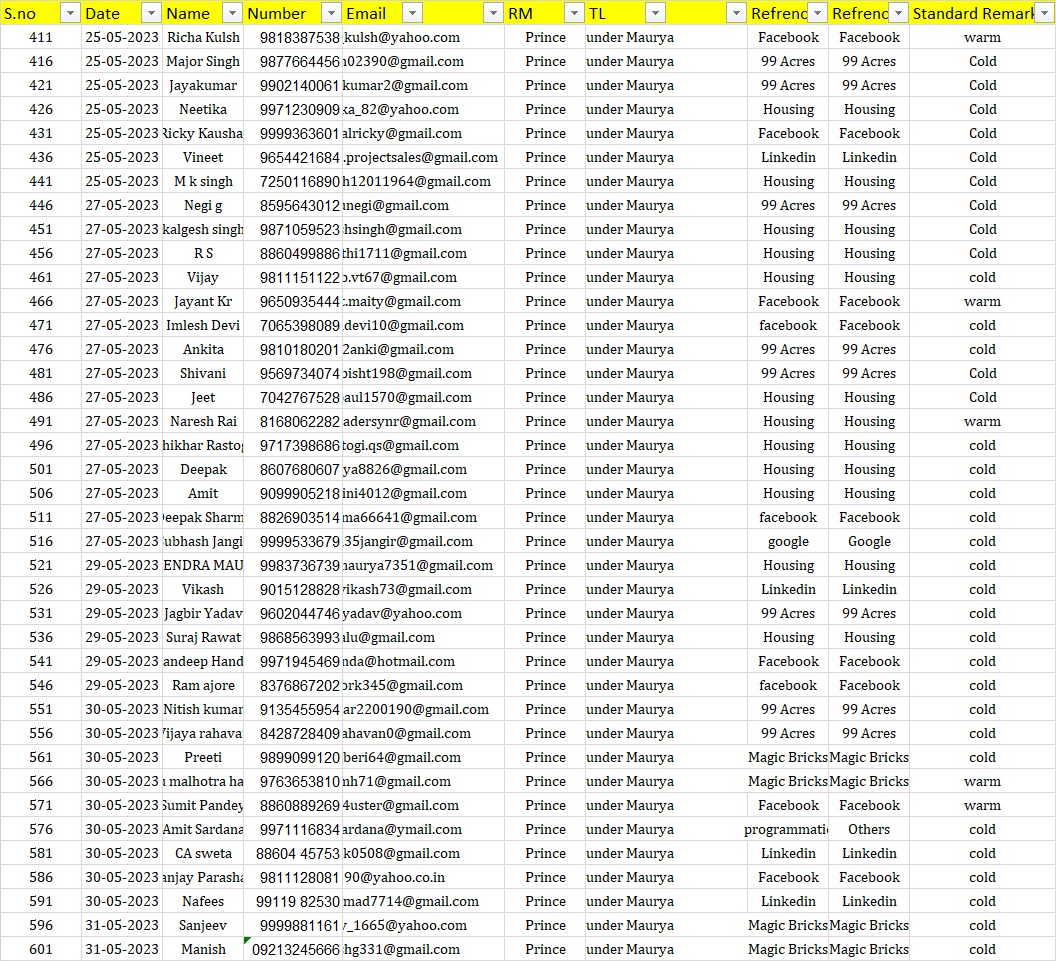 S.no Date Name Number Email RM TL Refrenc Refrenc Standard Remark
411 25-05-2023 Richa Kulsh 9818387538 kulsh@yahoo.com Prince under Maurya Facebook Facebook warm
416 25-05-2023 Major Singh 9877664456 02390@gmail.com Prince under Maurya 99 Acres 99 Acres Cold
421 25-05-2023 Jayakumar 9902140061 kumar2@gmail.com Prince under Maurya 99 Acres 99 Acres Cold
426 25-05-2023 Neetika 9971230909 ka_82@yahoo.com Prince under Maurya Housing Housing Cold
431 25-05-2023 Ricky Kausha 9999363601 alricky@gmail.com Prince under Maurya Facebook Facebook Cold
436 25-05-2023 Vineet 9654421684 .projectsales@gmail.com Prince under Maurya Linkedin Linkedin Cold
441 25-05-2023 M k singh 7250116890 h12011964@gmail.com Prince under Maurya Housing Housing Cold
446 27-05-2023 Negi g 8595643012 negi@gmail.com Prince under Maurya 99 Acres 99 Acres Cold
451 27-05-2023 kalgesh singh 9871059523 hsingh@gmail.com Prince under Maurya Housing Housing Cold
456 27-05-2023 R S 8860499886 thi1711@gmail.com Prince under Maurya Housing Housing Cold
461 27-05-2023 Vijay 9811151122 .vt67@gmail.com Prince under Maurya Housing Housing cold
466 27-05-2023 Jayant Kr 9650935444 .maity@gmail.com Prince under Maurya Facebook Facebook warm
471 27-05-2023 Imlesh Devi 7065398089 devi10@gmail.com Prince under Maurya facebook Facebook cold
476 27-05-2023 Ankita 9810180201 2anki@gmail.com Prince under Maurya 99 Acres 99 Acres cold
481 27-05-2023 Shivani 9569734074 bisht198@gmail.com Prince under Maurya 99 Acres 99 Acres Cold
486 27-05-2023 Jeet 7042767528 aul1570@gmail.com Prince under Maurya Housing Housing Cold
491 27-05-2023 Naresh Rai 8168062282 adersynr@gmail.com Prince under Maurya Housing Housing warm
496 27-05-2023 hikhar Rasto 9717398686 togi.qs@gmail.com Prince under Maurya Housing Housing cold
501 27-05-2023 Deepak 8607680607 ya8826@gmail.com Prince under Maurya Housing Housing cold
506 27-05-2023 Amit 9099905218 ini4012@gmail.com Prince under Maurya Housing Housing cold
511 27-05-2023 eepak Sharm 8826903514 ma66641@gmail.com Prince under Maurya facebook Facebook cold
516 27-05-2023 ubhash Jangi 9999533679 35jangir@gmail.com Prince under Maurya google Google cold
521 29-05-2023 ENDRA MAU 9983736739 aurya7351@gmail.com Prince under Maurya Housing Housing cold
526 29-05-2023 Vikash 9015128828 vikash73@gmail.com Prince under Maurya Linkedin Linkedin cold
531 29-05-2023 Jagbir Yadav 9602044746 yadav@yahoo.com Prince under Maurya 99 Acres 99 Acres cold
536 29-05-2023 Suraj Rawat 9868563993 lu@gmail.com Prince under Maurya Housing Housing cold
541 29-05-2023 andeep Hand 9971945469 nda@hotmail.com Prince under Maurya Facebook Facebook cold
546 29-05-2023 Ram ajore 8376867202 ork345@gmail.com Prince under Maurya facebook Facebook cold
551 30-05-2023 Nitish kumar 9135455954 ar2200190@gmail.com Prince under Maurya 99 Acres 99 Acres cold
556 30-05-2023 Vijaya rahava 8428728409 ahavan0@gmail.com Prince under Maurya 99 Acres 99 Acres cold
561 30-05-2023 Preeti 9899099120 beri64@gmail.com Prince under Maurya Magic Bricks Magic Bricks cold
566 30-05-2023 malhotra ha 9763653810 nh71@gmail.com Prince under Maurya Magic Bricks Magic Bricks warm
571 30-05-2023 Sumit Pandey 8860889269 4uster@gmail.com Prince under Maurya Facebook Facebook warm
576 30-05-2023 Amit Sardana 9971116834 ardana@ymail.com Prince under Maurya programmati Others cold
581 30-05-2023 CA sweta 88604 45753 k0508@gmail.com Prince under Maurya Linkedin Linkedin cold
586 30-05-2023 anjay Parasha 9811128081 90@yahoo.co.in Prince under Maurya Facebook Facebook cold
591 30-05-2023 Nafees 99119 82530 mad7714@gmail.com Prince under Maurya Linkedin Linkedin cold
596 31-05-2023 Sanjeev 9999881161 _1665@yahoo.com Prince under Maurya Magic Bricks Magic Bricks cold
601 31-05-2023 Manish 09213245666 hg331@gmail.com Prince under Maurya Magic Bricks Magic Bricks cold